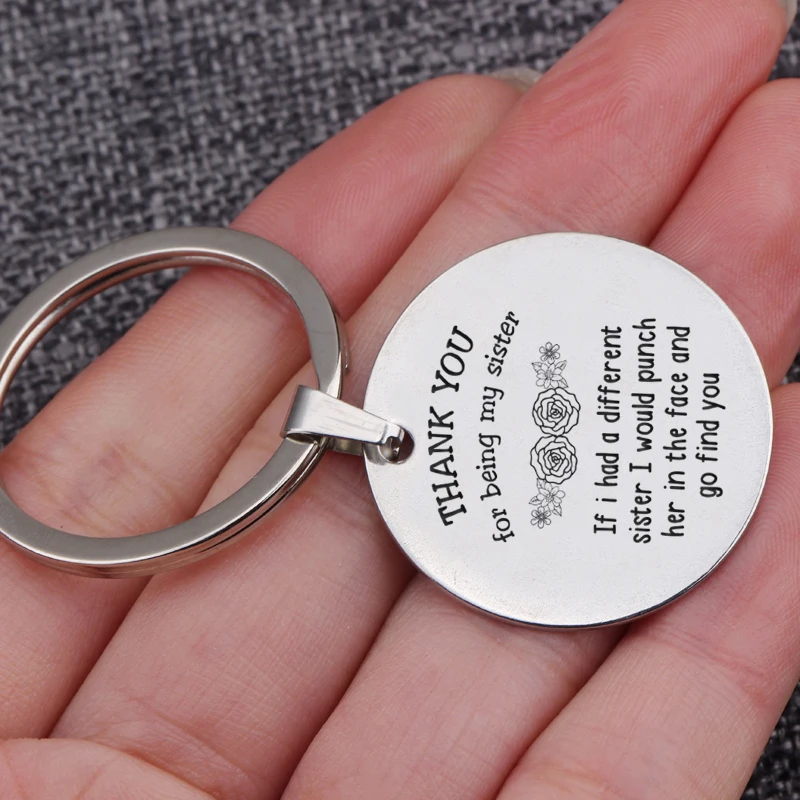 THANK YOU
for being my sister
If i had a different
sister I would punch
her in the face and
go find you